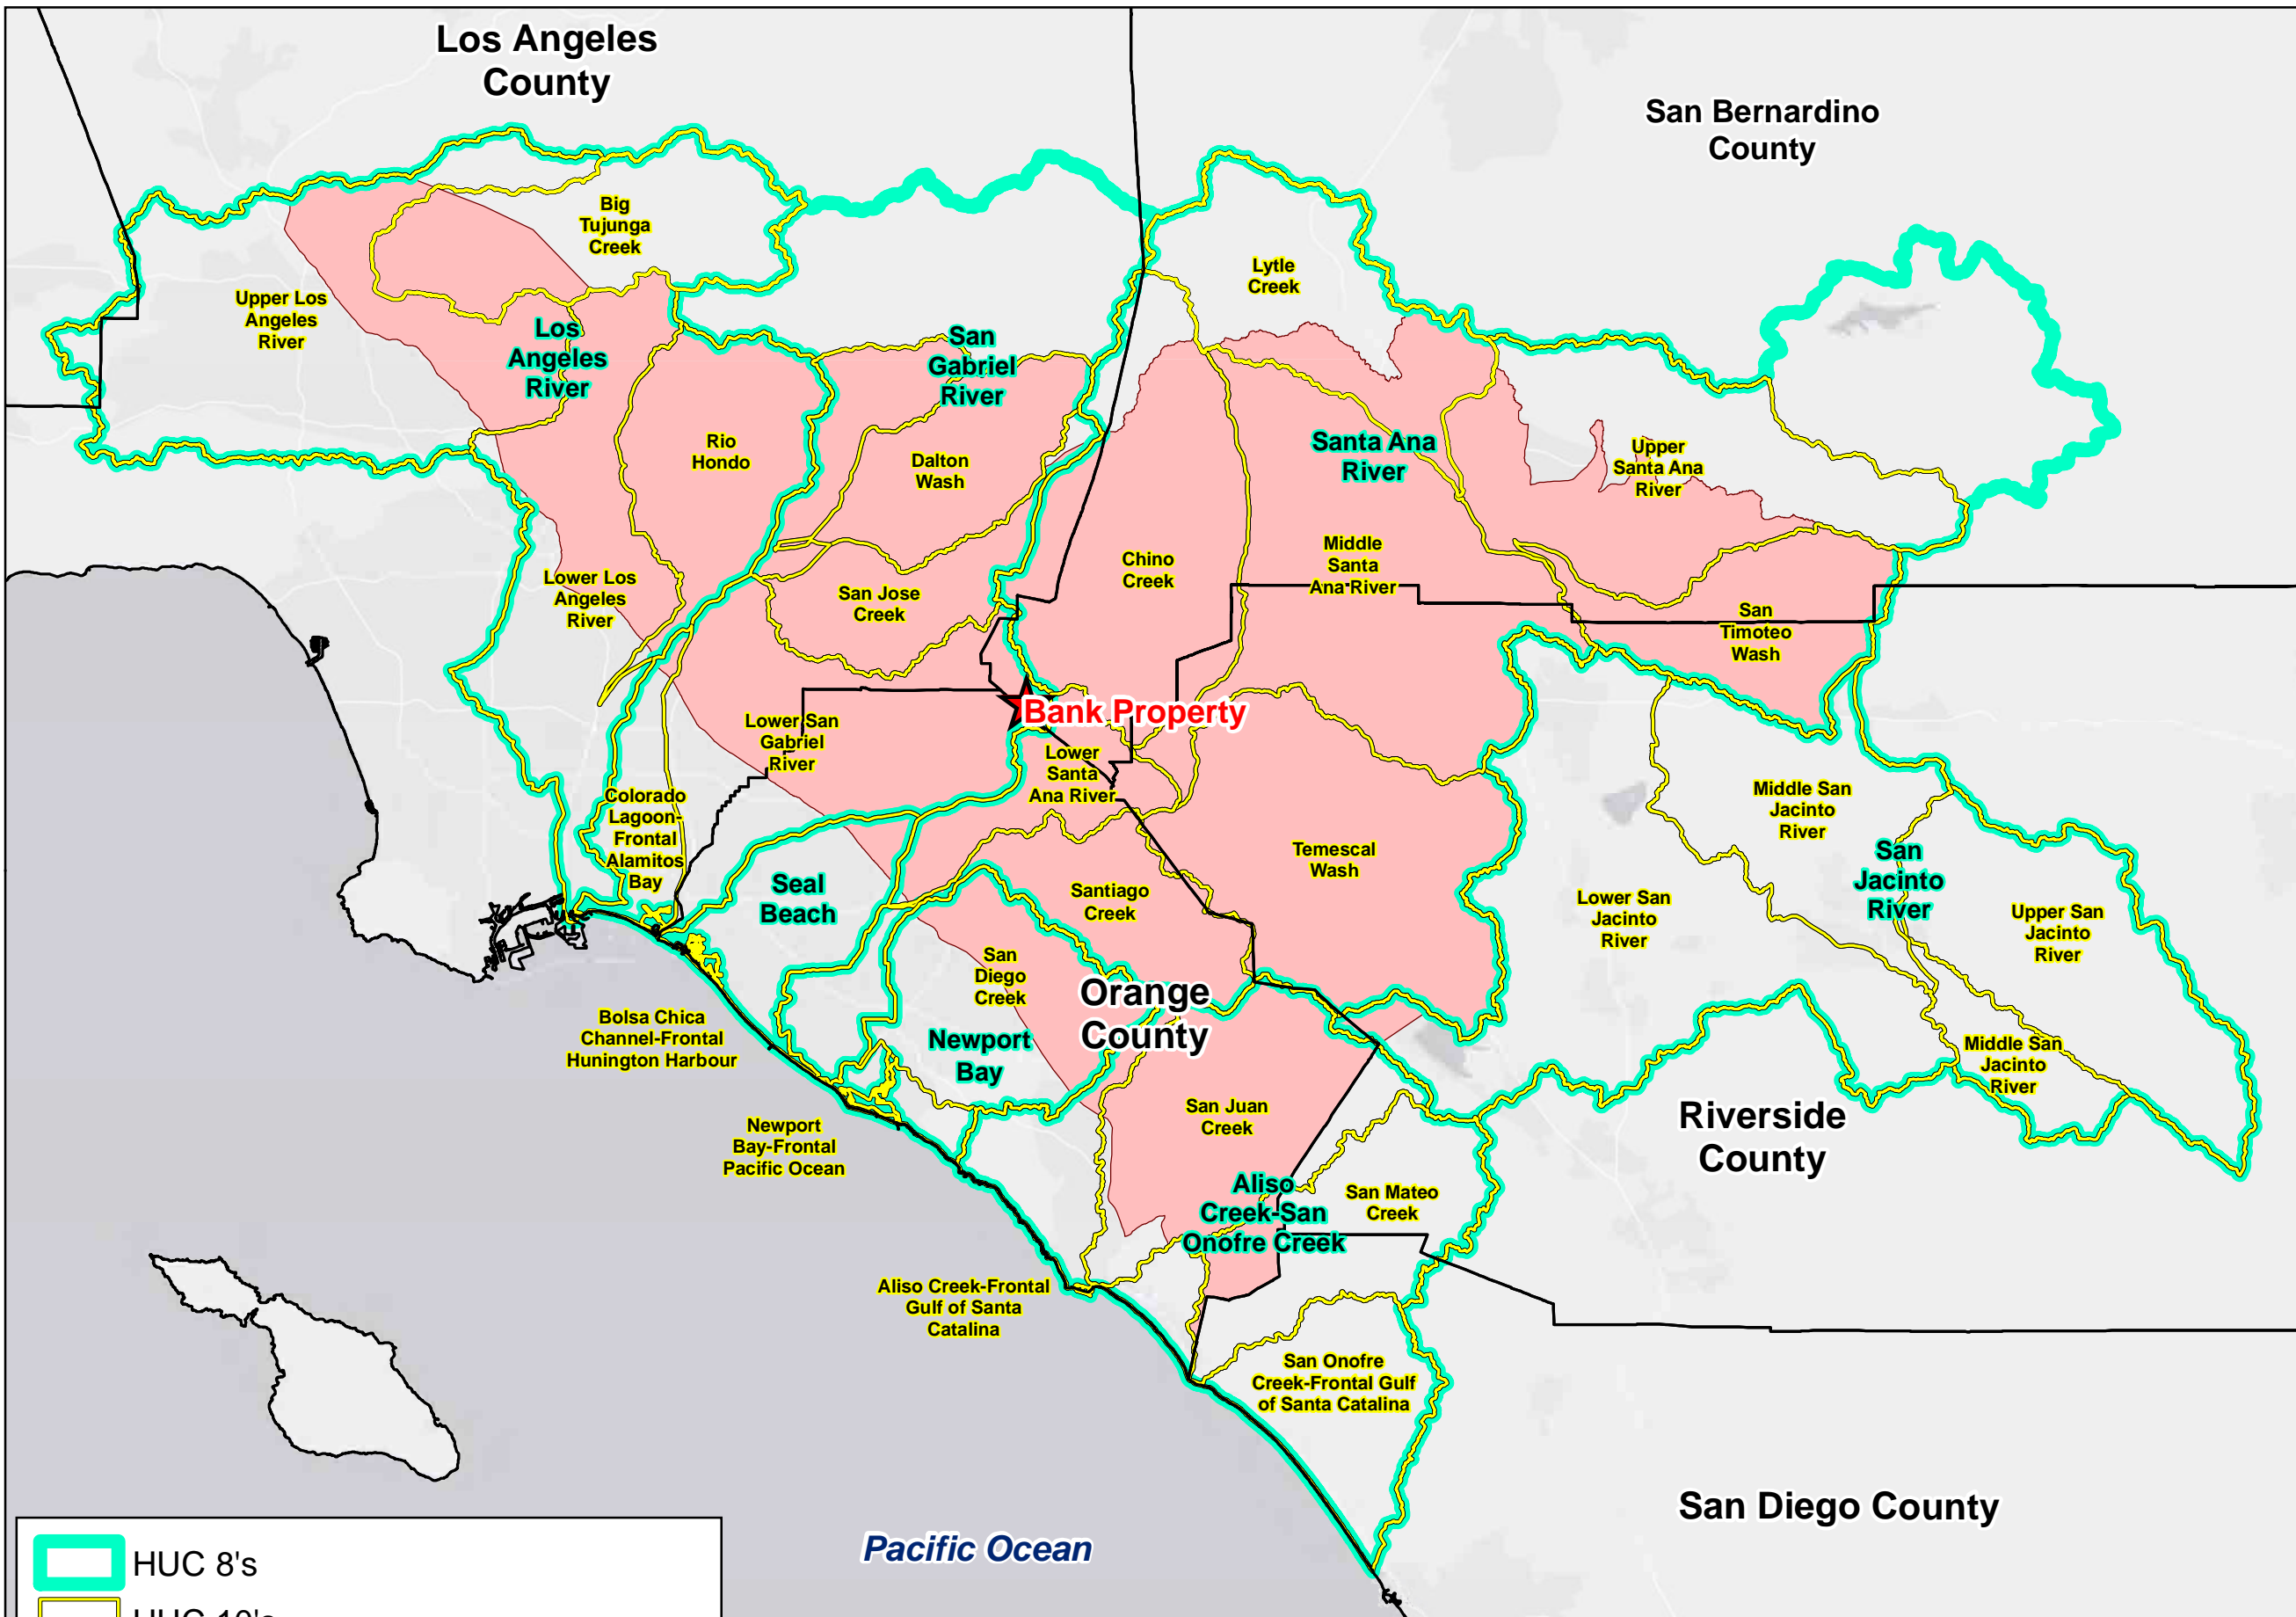 Los Angeles
County
San Bernardino
County
Big
Tujunga
Creek
Lytle
Creek
Upper Los
Angeles
River
Los
Angeles
River
San
Gabriel
River
Rio
Hondo
Dalton
Wash
Santa Ana
River
Upper
Santa Ana
River
Chino
Creek
Middle
Santa
Ana River
Lower Los
Angeles
River
San Jose
Creek
San
Timoteo
Wash
Bank Property
Lower San
Gabriel
River
Lower
Santa
Ana River
Colorado
Lagoon-
Frontal
Alamitos
Bay
Middle San
Jacinto
River
Temescal
Wash
Seal
Beach
Santiago
Creek
San
Jacinto
River
Lower San
Jacinto
River
Upper San
Jacinto
River
San
Diego
Creek
Orange
County
Bolsa Chica
Channel-Frontal
Hunington Harbour
Newport
Bay
Middle San
Jacinto
River
Newport
Bay-Frontal
Pacific Ocean
San Juan
Creek
Riverside
County
Aliso
Creek-San
Onofre Creek
San Mateo
Creek
Aliso Creek-Frontal
Gulf of Santa
Catalina
San Onofre
Creek-Frontal Gulf
of Santa Catalina
San Diego County
Pacific Ocean
HUC 8's
HUC 10's